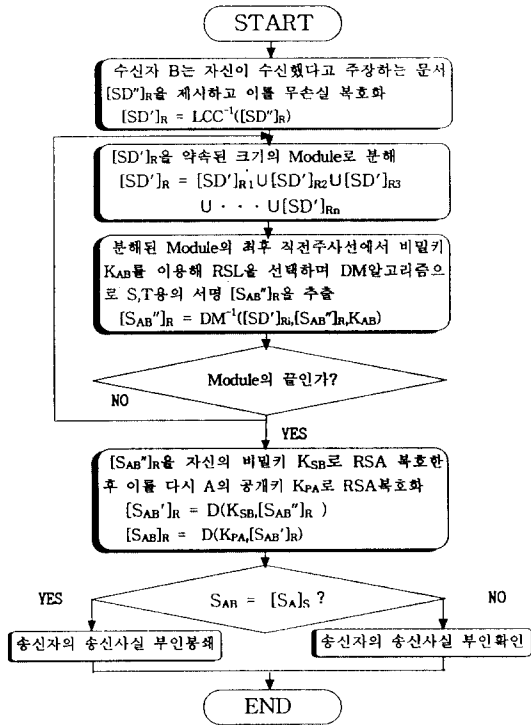 START
수신자 B는 자신이 수신했다고 주장하는 문서
[SD″]R을 제시하고 이를 무손실 복호화
[SD′]R = LCC⁻¹([SD″]R)
[SD′]R을 약속된 크기의 Module로 분해
[SD′]R = [SD′]R1∪[SD′]R2∪[SD′]R3
∪ · · · ∪[SD′]Rn
분해된 Module의 최후 직전주사선에서 비밀키
KAB를 이용해 RSL을 선택하며 DM알고리즘으
로 S,T용의 서명 [SAB″]R을 추출
[SAB″]R = DM⁻¹([SD′]Ri,[SAB″]R,KAB)
Module의 끝인가?
NO
YES
[SAB″]R을 자신의 비밀키 KSB로 RSA 복호한
후 이를 다시 A의 공개키 KPA로 RSA복호화
[SAB′]R = D(KSB,[SAB″]R )
[SAB]R = D(KPA,[SAB′]R)
YES
SAB = [SA]S ?
NO
송신자의 송신사실 부인봉쇄
송신자의 송신사실 부인확인
END